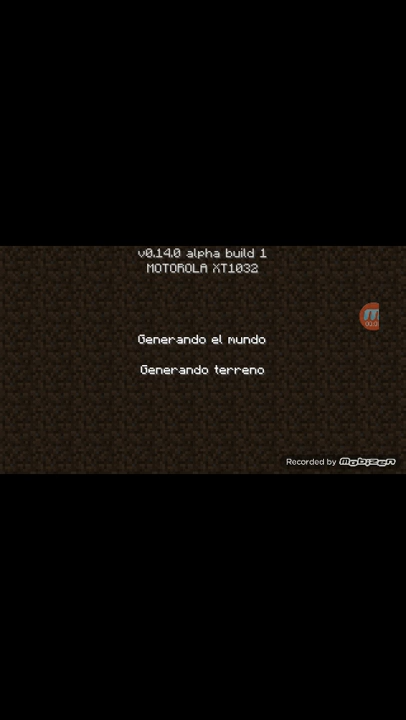 v0.14.0 alpha build 1
MOTOROLA XT1032
Generando el mundo
Generando terreno
Recorded by mobizen